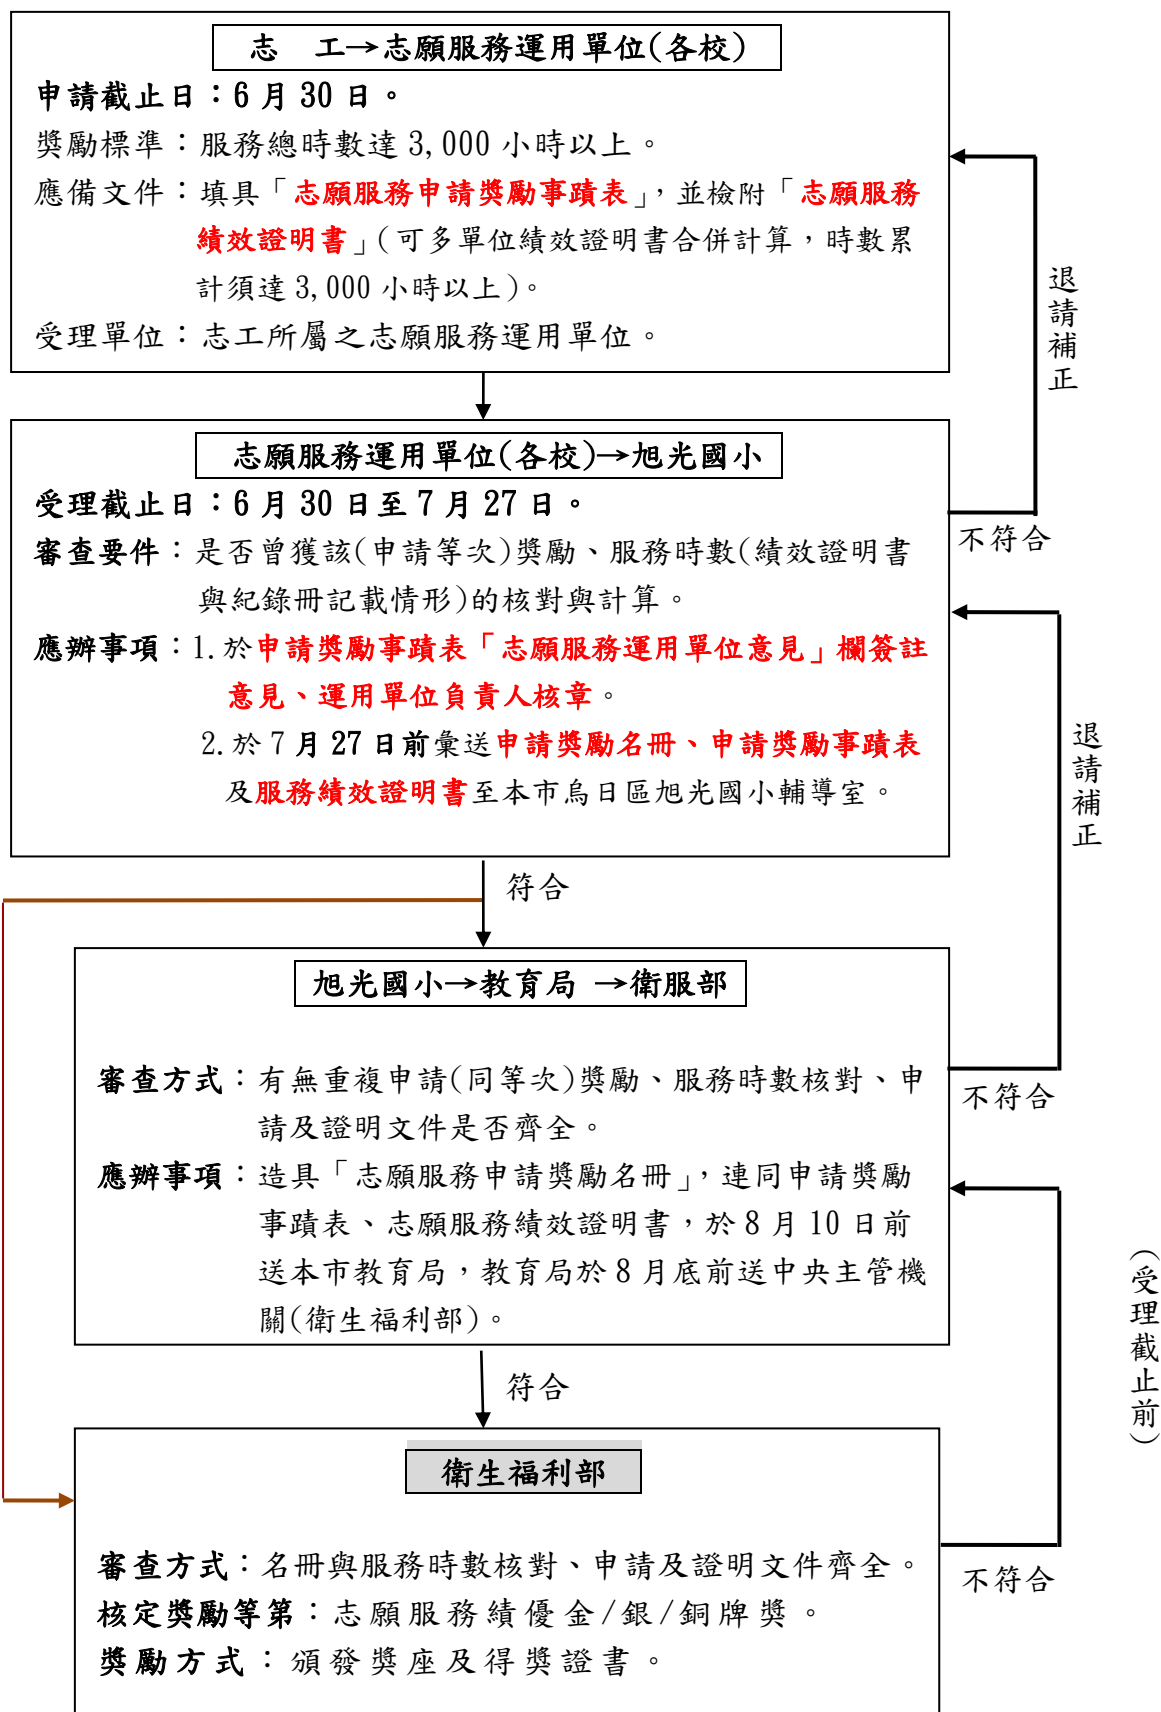 志　工→志願服務運用單位(各校)
申請截止日：6 月 30 日。
獎勵標準：服務總時數達 3,000 小時以上。
應備文件：填具「志願服務申請獎勵事蹟表」，並檢附「志願服務
績效證明書」(可多單位績效證明書合併計算，時數累
計須達 3,000 小時以上)。
受理單位：志工所屬之志願服務運用單位。
退請補正
志願服務運用單位(各校)→旭光國小
受理截止日：6 月 30 日至 7 月 27 日。
審查要件：是否曾獲該(申請等次)獎勵、服務時數(績效證明書
與紀錄冊記載情形)的核對與計算。
應辦事項：1.於申請獎勵事蹟表「志願服務運用單位意見」欄簽註
意見、運用單位負責人核章。
2.於 7 月 27 日前彙送申請獎勵名冊、申請獎勵事蹟表
及服務績效證明書至本市烏日區旭光國小輔導室。
不符合
退請補正
符合
旭光國小→教育局 →衛服部
審查方式：有無重複申請(同等次)獎勵、服務時數核對、申
請及證明文件是否齊全。
應辦事項：造具「志願服務申請獎勵名冊」，連同申請獎勵
事蹟表、志願服務績效證明書，於 8 月 10 日前
送本市教育局，教育局於 8 月底前送中央主管機
關(衛生福利部)。
不符合
(受理截止前)
符合
衛生福利部
審查方式：名冊與服務時數核對、申請及證明文件齊全。
核定獎勵等第：志願服務績優金/銀/銅牌獎。
獎勵方式：頒發獎座及得獎證書。
不符合